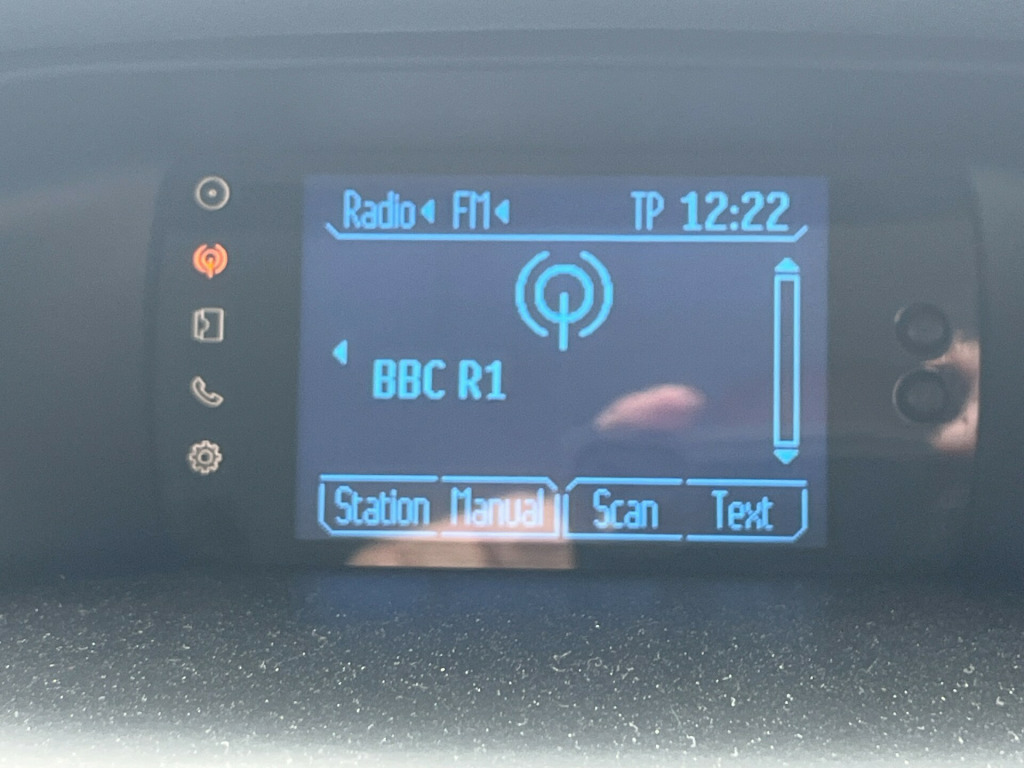 Radio FM TP 12:22
BBC R1
Station Manual Scan Text